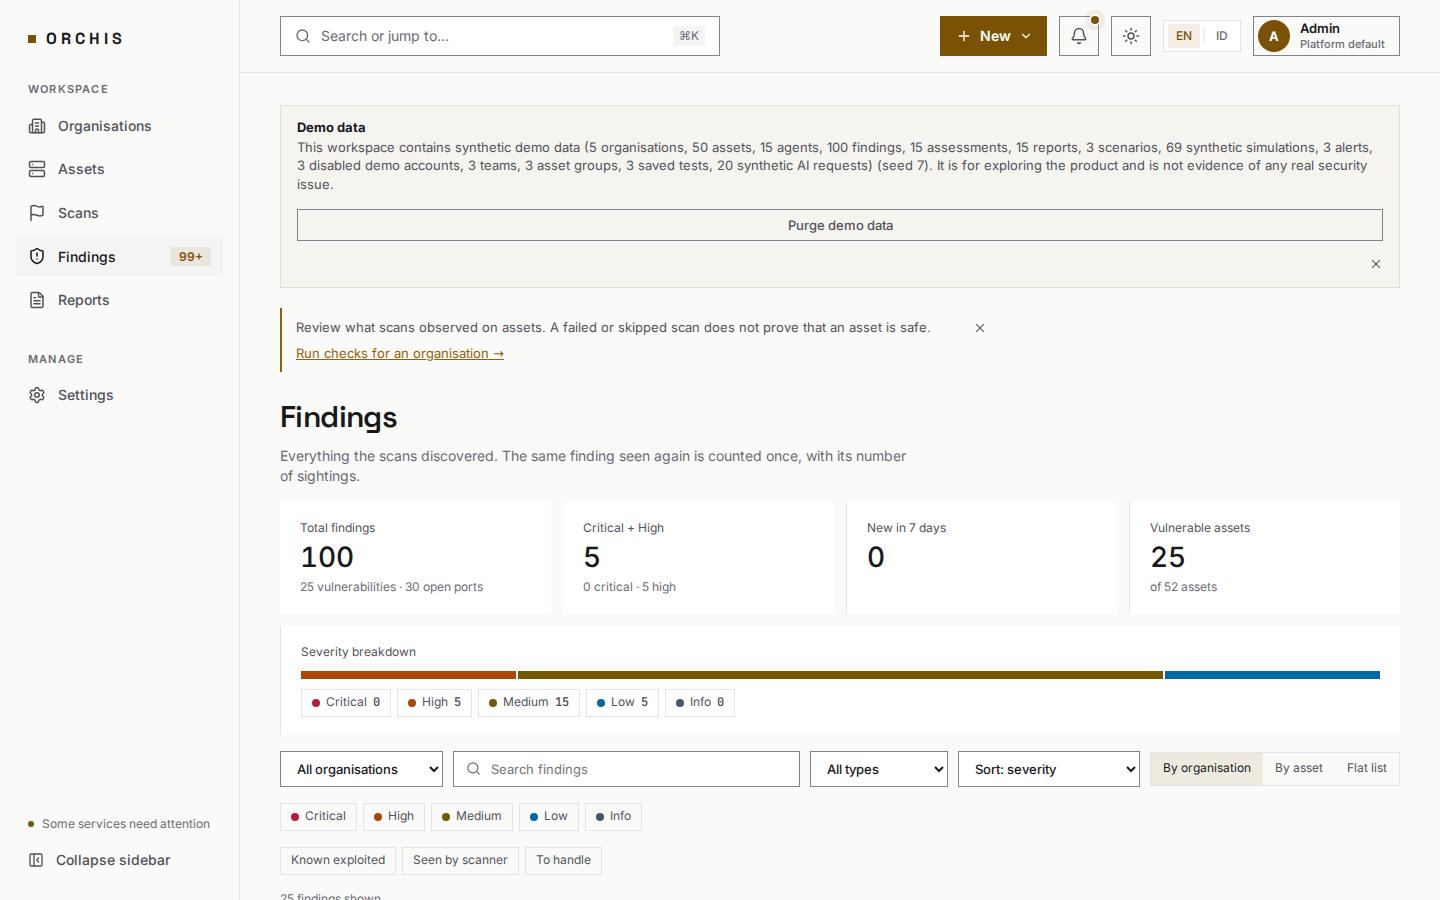 ORCHIS
Search or jump to...
⌘K
New
EN
ID
A
Admin
Platform default
WORKSPACE
Organisations
Assets
Scans
Findings
99+
Reports
MANAGE
Settings
Some services need attention
Collapse sidebar
Demo data
This workspace contains synthetic demo data (5 organisations, 50 assets, 15 agents, 100 findings, 15 assessments, 15 reports, 3 scenarios, 69 synthetic simulations, 3 alerts,
3 disabled demo accounts, 3 teams, 3 asset groups, 3 saved tests, 20 synthetic AI requests) (seed 7). It is for exploring the product and is not evidence of any real security
issue.
Purge demo data
Review what scans observed on assets. A failed or skipped scan does not prove that an asset is safe.
Run checks for an organisation →
Findings
Everything the scans discovered. The same finding seen again is counted once, with its number
of sightings.
Total findings
100
25 vulnerabilities · 30 open ports
Critical + High
5
0 critical · 5 high
New in 7 days
0
Vulnerable assets
25
of 52 assets
Severity breakdown
Critical 0
High 5
Medium 15
Low 5
Info 0
All organisations
Search findings
All types
Sort: severity
By organisation
By asset
Flat list
Critical
High
Medium
Low
Info
Known exploited
Seen by scanner
To handle
25 findings shown